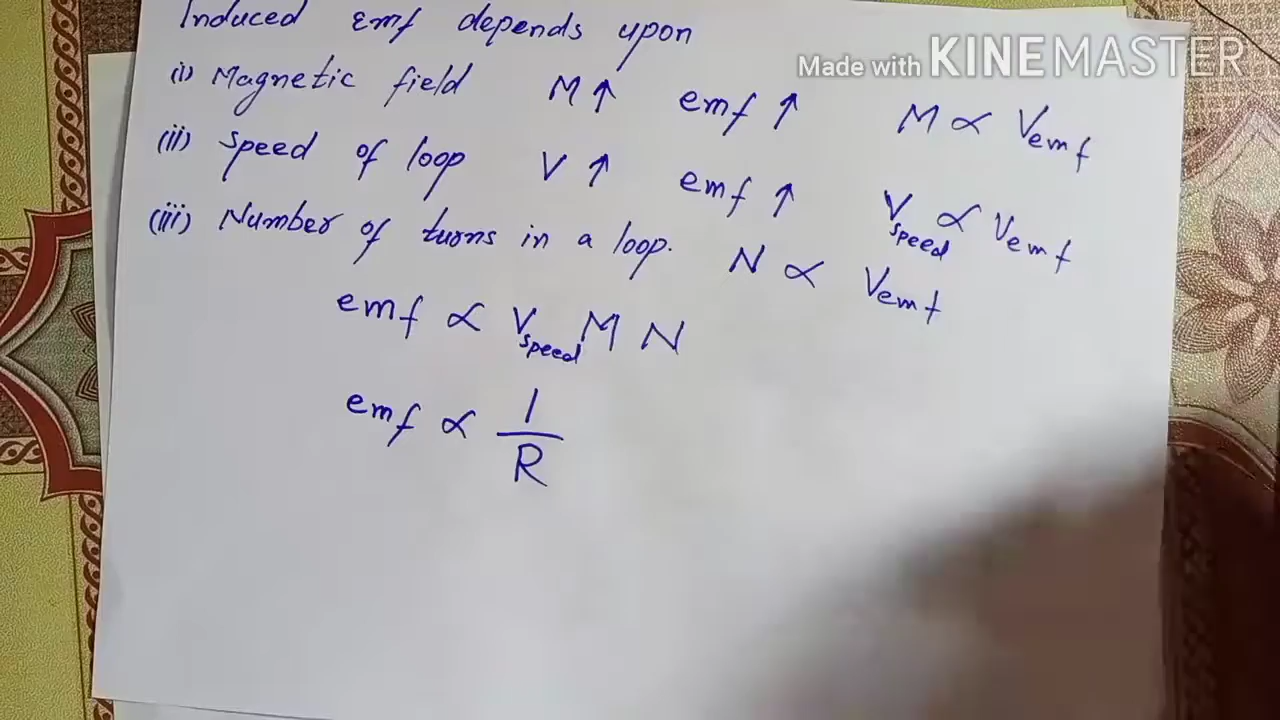 Induced Emf depends upon
Made with KINEMASTER
(i) Magnetic field M↑ emf ↑ M ∝ Vemf
(ii) Speed of loop V ↑ emf ↑ Vspeed ∝ Vemf
(iii) Number of turns in a loop. N ∝ Vemf
emf ∝ Vspeed M N
emf ∝ 1/R